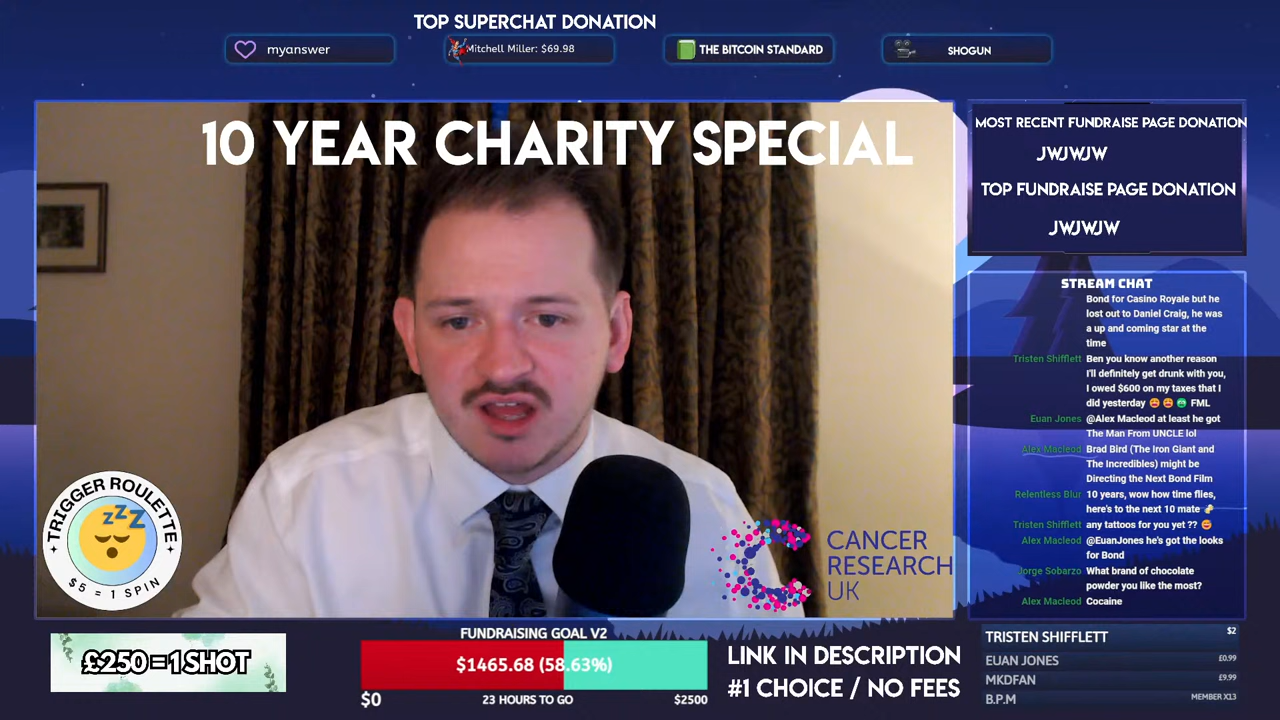 TOP SUPERCHAT DONATION
myanswer
Mitchell Miller: $69.98
THE BITCOIN STANDARD
SHOGUN
10 YEAR CHARITY SPECIAL
MOST RECENT FUNDRAISE PAGE DONATION
JWJWJW
TOP FUNDRAISE PAGE DONATION
JWJWJW
STREAM CHAT
Bond for Casino Royale but he
lost out to Daniel Craig, he was
a up and coming star at the
time
Tristen Shifflett Ben you know another reason
I'll definitely get drunk with you,
I owed $600 on my taxes that I
did yesterday FML
Euan Jones @Alex Macleod at least he got
The Man From UNCLE lol
Alex Macleod Brad Bird (The Iron Giant and
The Incredibles) might be
Directing the Next Bond Film
Relentless Blur 10 years, wow how time flies,
here's to the next 10 mate
Tristen Shifflett any tattoos for you yet ??
Alex Macleod @EuanJones he's got the looks
for Bond
Jorge Sobarzo What brand of chocolate
powder you like the most?
Alex Macleod Cocaine
TRIGGER ROULETTE
ZZZ
$5 = 1 SPIN
CANCER
RESEARCH
UK
£250 = 1 SHOT
FUNDRAISING GOAL V2
$1465.68 (58.63%)
$0 23 HOURS TO GO $2500
LINK IN DESCRIPTION
#1 CHOICE / NO FEES
TRISTEN SHIFFLETT $2
EUAN JONES £0.99
MKDFAN £9.99
B.P.M MEMBER X13